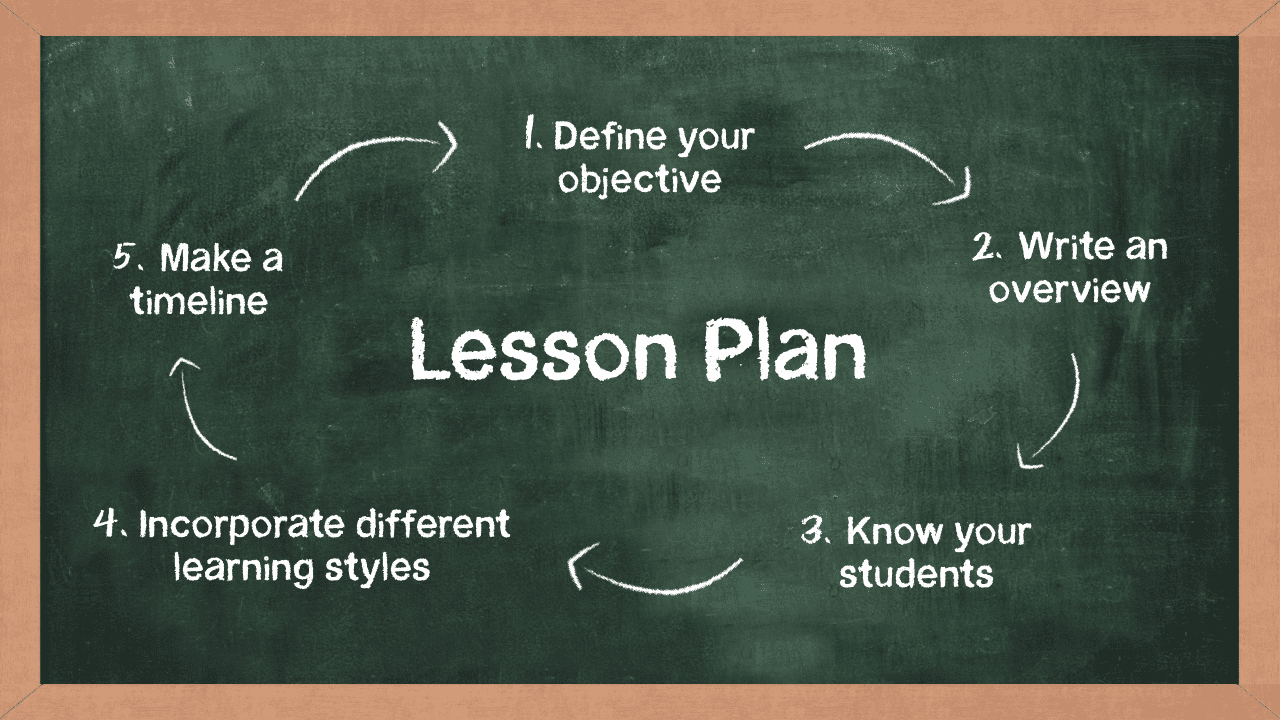 1. Define your
objective
2. Write an
overview
3. Know your
students
4. Incorporate different
learning styles
5. Make a
timeline
Lesson Plan